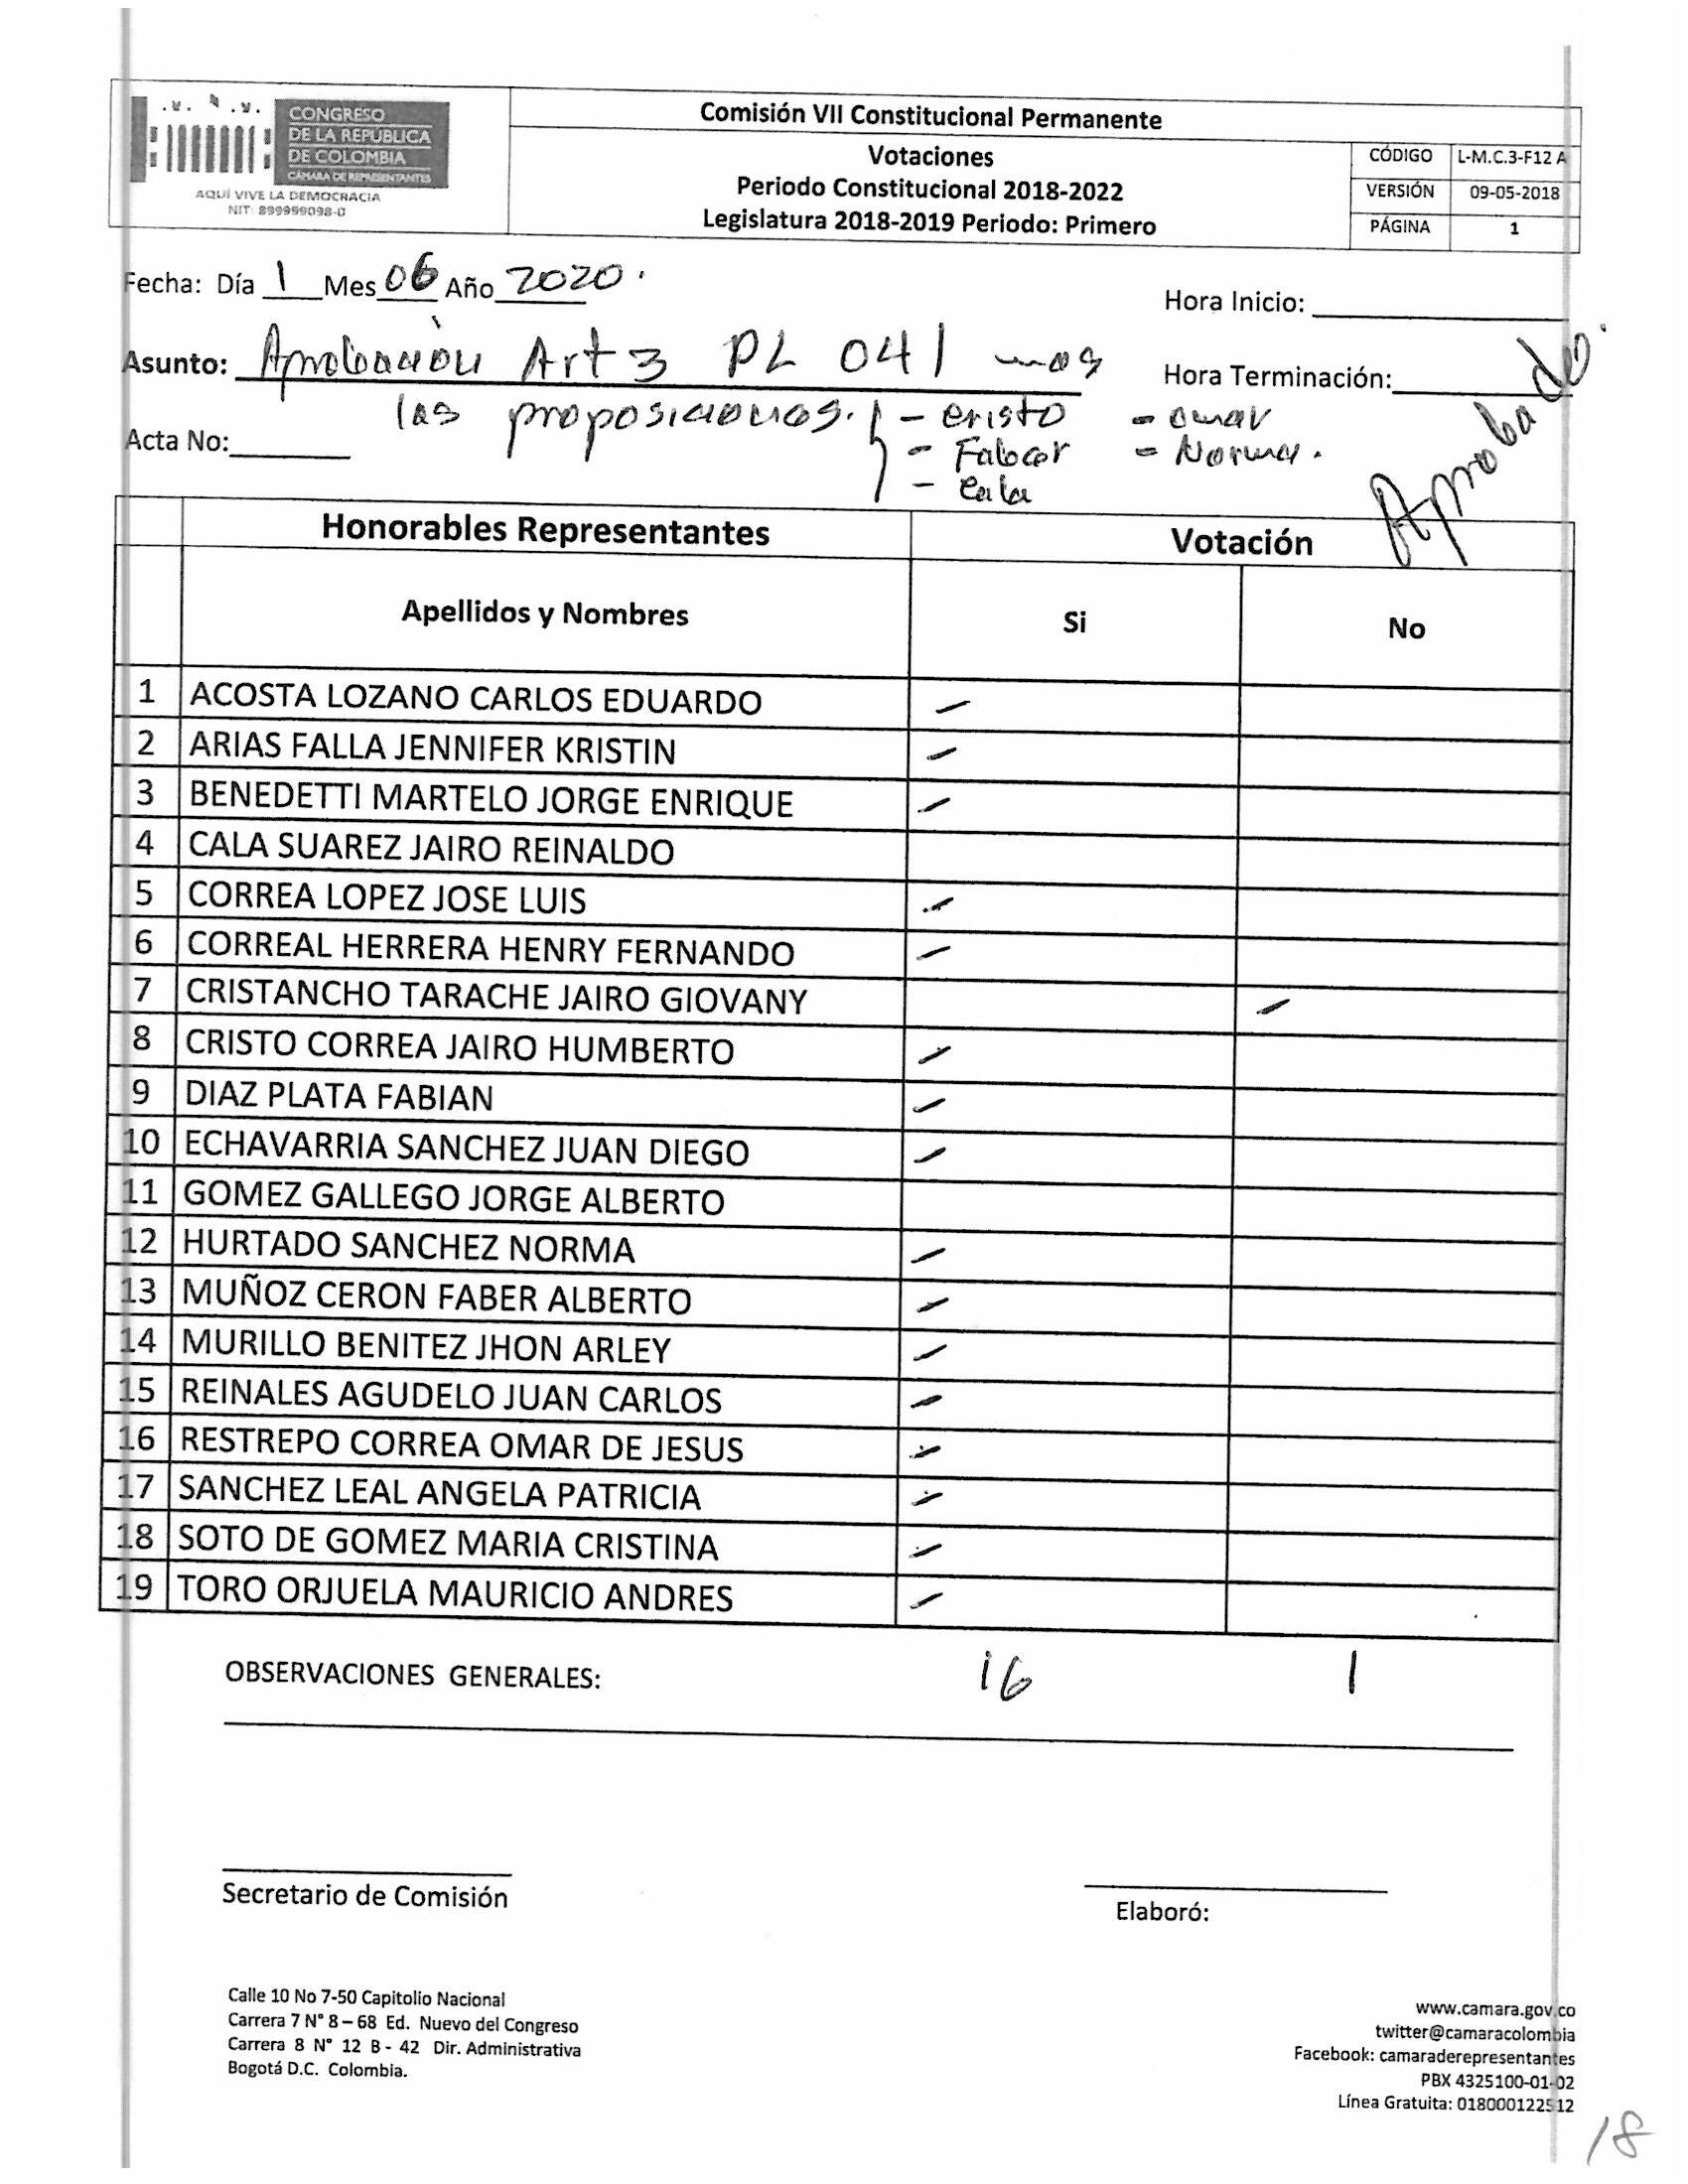 CONGRESO
DE LA REPÚBLICA
DE COLOMBIA
CÁMARA DE REPRESENTANTES
AQUÍ VIVE LA DEMOCRACIA
NIT: 899999098-0
Comisión VII Constitucional Permanente
Votaciones
Periodo Constitucional 2018-2022
Legislatura 2018-2019 Periodo: Primero
CÓDIGO L-M.C.3-F12 A
VERSIÓN 09-05-2018
PÁGINA 1
Fecha: Día 1 Mes 06 Año 2020.
Hora Inicio:
Asunto: Aprobación Art 3 PL 041 mas
Hora Terminación:
las proposiciones. - Cristo - Omar
Acta No: - Faber - Norma.
- Cala
Aprobado.
Honorables Representantes Votación
Apellidos y Nombres Si No
1 ACOSTA LOZANO CARLOS EDUARDO
2 ARIAS FALLA JENNIFER KRISTIN
3 BENEDETTI MARTELO JORGE ENRIQUE
4 CALA SUAREZ JAIRO REINALDO
5 CORREA LOPEZ JOSE LUIS
6 CORREAL HERRERA HENRY FERNANDO
7 CRISTANCHO TARACHE JAIRO GIOVANY
8 CRISTO CORREA JAIRO HUMBERTO
9 DIAZ PLATA FABIAN
10 ECHAVARRIA SANCHEZ JUAN DIEGO
11 GOMEZ GALLEGO JORGE ALBERTO
12 HURTADO SANCHEZ NORMA
13 MUÑOZ CERON FABER ALBERTO
14 MURILLO BENITEZ JHON ARLEY
15 REINALES AGUDELO JUAN CARLOS
16 RESTREPO CORREA OMAR DE JESUS
17 SANCHEZ LEAL ANGELA PATRICIA
18 SOTO DE GOMEZ MARIA CRISTINA
19 TORO ORJUELA MAURICIO ANDRES
OBSERVACIONES GENERALES: 16 1
Secretario de Comisión
Elaboró:
Calle 10 No 7-50 Capitolio Nacional
Carrera 7 N° 8 – 68 Ed. Nuevo del Congreso
Carrera 8 N° 12 B - 42 Dir. Administrativa
Bogotá D.C. Colombia.
www.camara.gov.co
twitter@camaracolombia
Facebook: camaraderepresentantes
PBX 4325100-01-02
Línea Gratuita: 018000122512
18